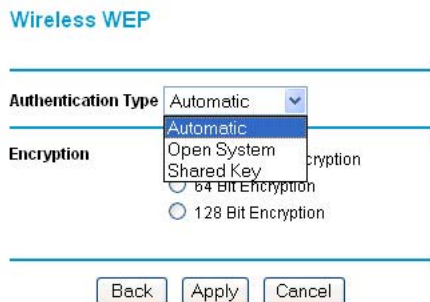 Wireless WEP
Authentication Type Automatic
Automatic
Open System
Shared Key
Encryption
cryption
64 Bit Encryption
128 Bit Encryption
Back Apply Cancel